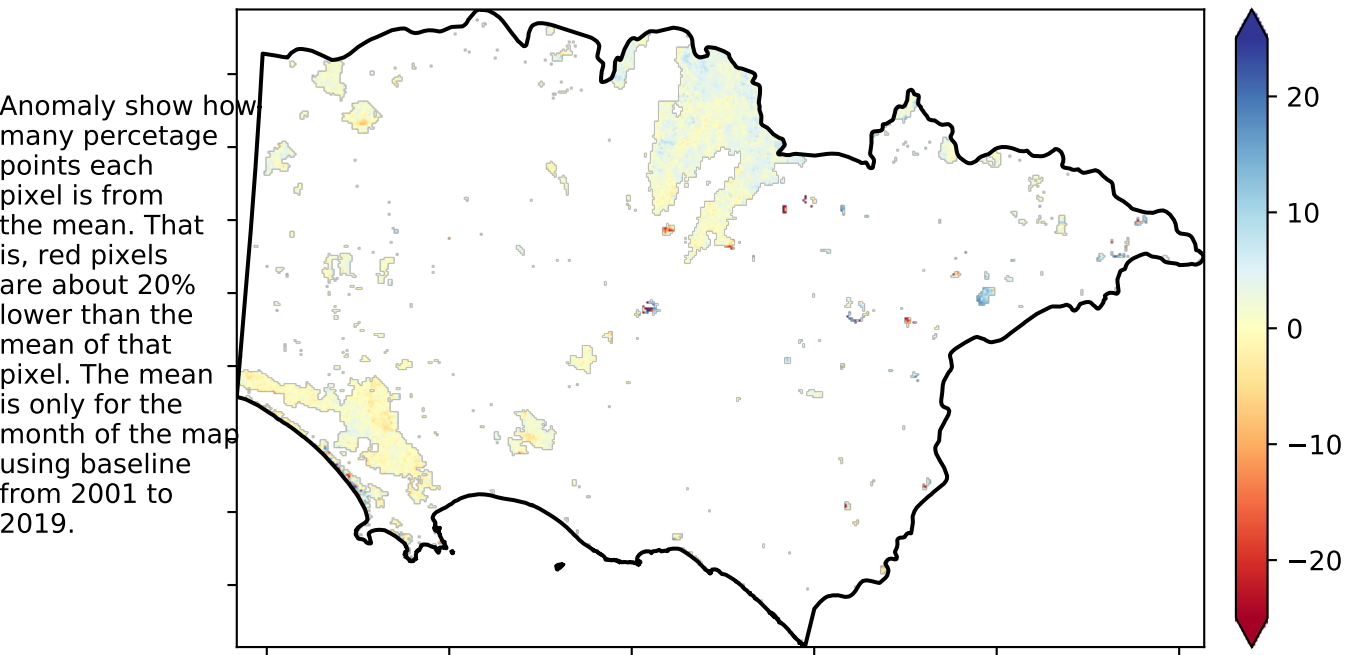 Anomaly show how
many percetage
points each
pixel is from
the mean. That
is, red pixels
are about 20%
lower than the
mean of that
pixel. The mean
is only for the
month of the map
using baseline
from 2001 to
2019.
20
10
0
−10
−20